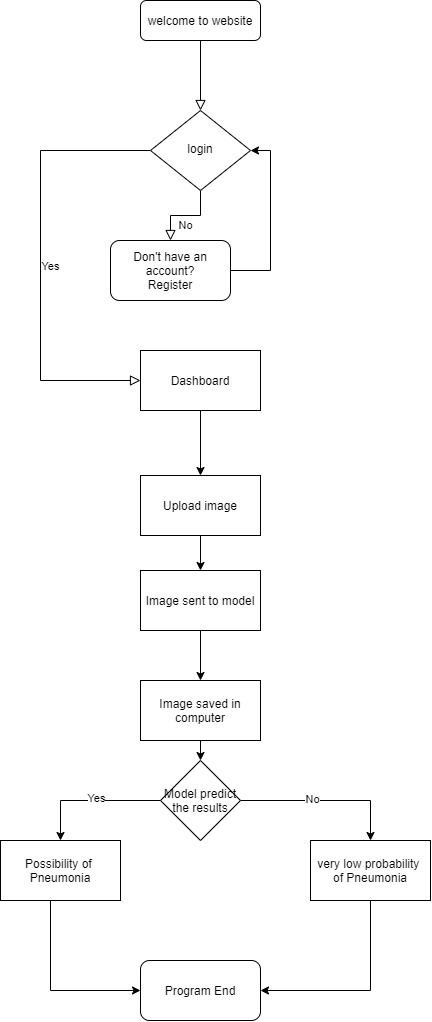 welcome to website
login
No
Don't have an
account?
Register
Yes
Dashboard
Upload image
Image sent to model
Image saved in
computer
Model predict
the results
Yes
No
Possibility of
Pneumonia
very low probability
of Pneumonia
Program End